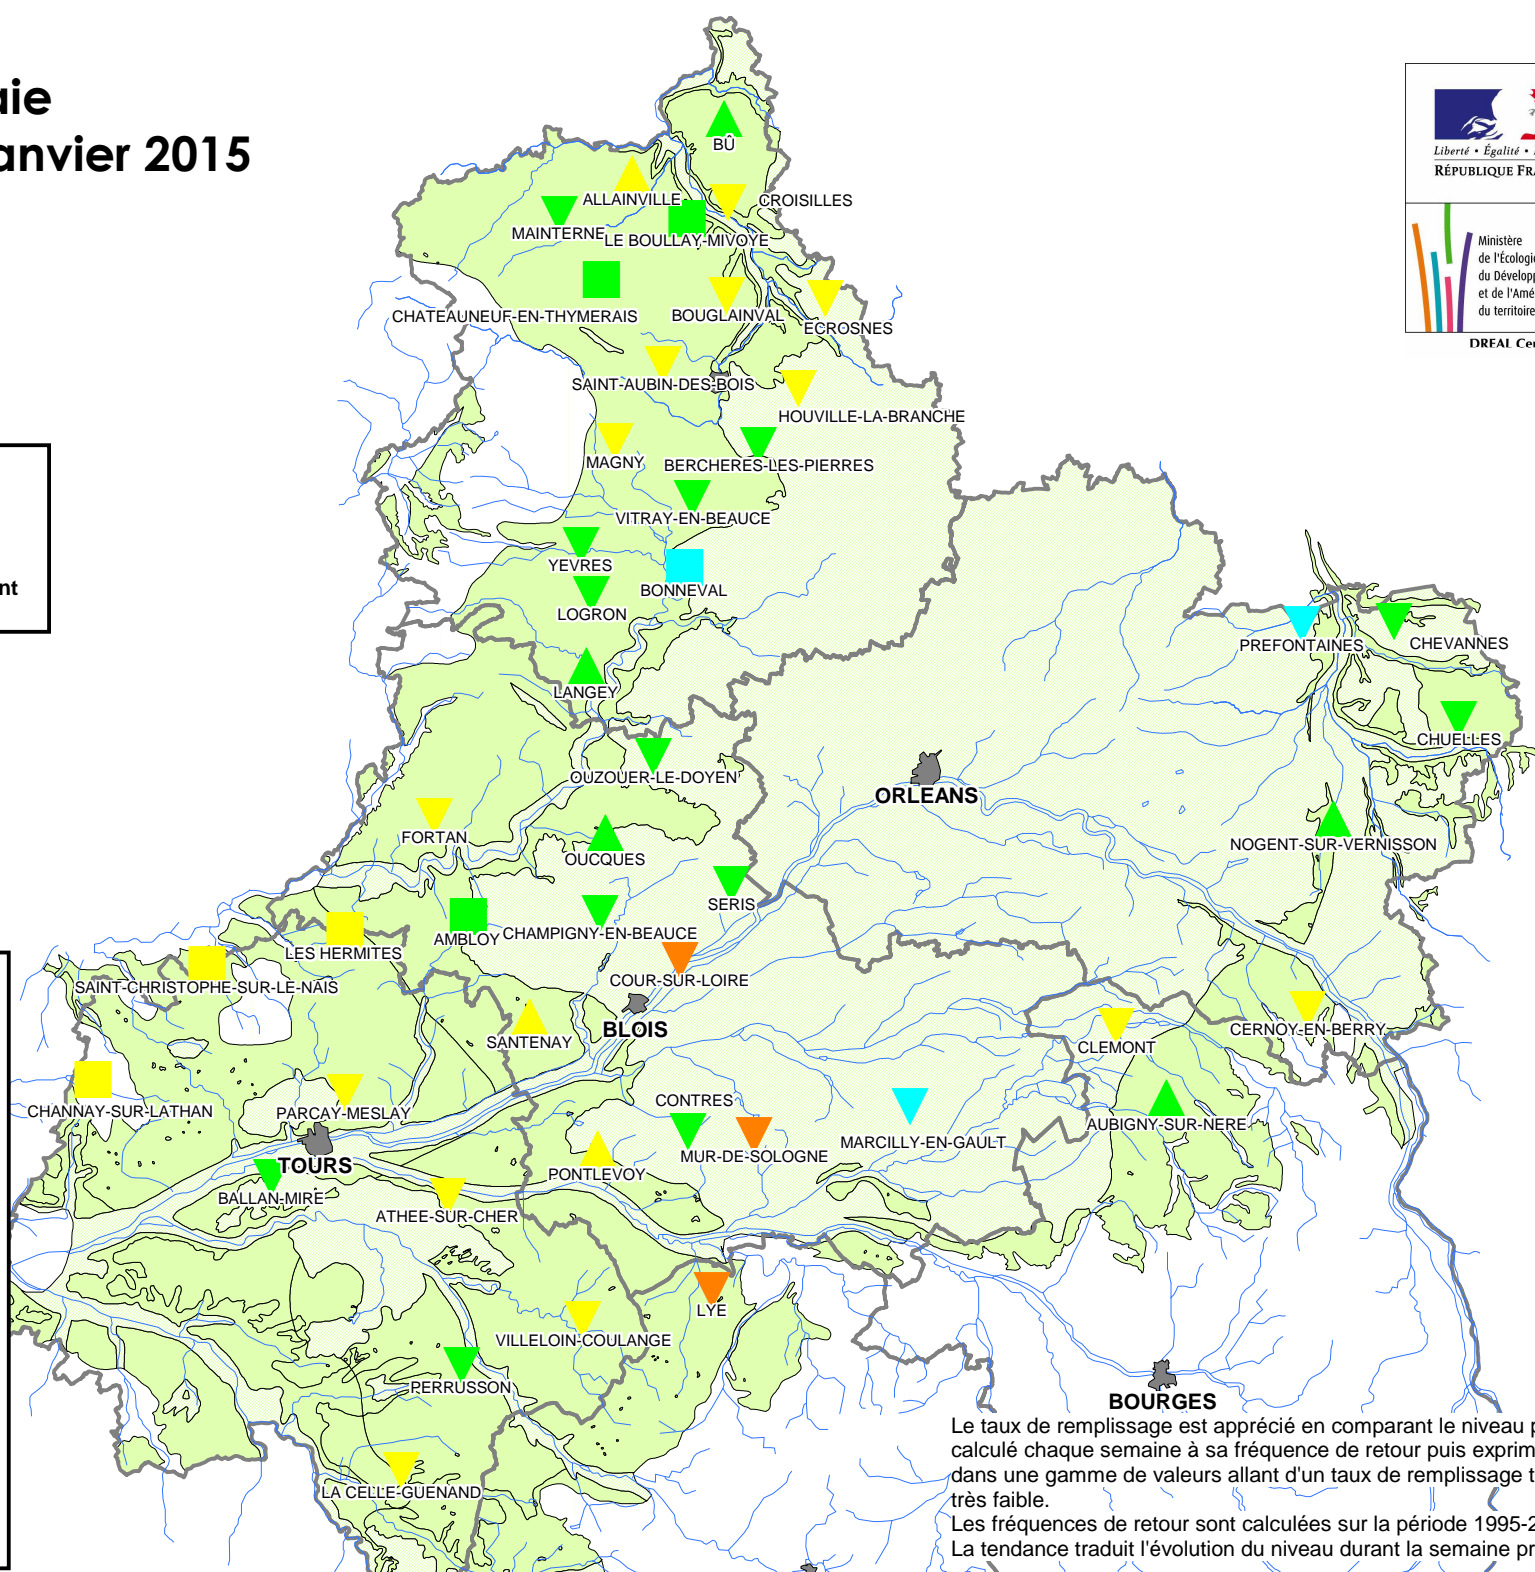 aie
anvier 2015
Liberté • Égalité •
RÉPUBLIQUE FRA
Ministère
de l'Écologie
du Dévelop
et de l'Amé
du territoire
DREAL Cen
nt
BÛ
ALLAINVILLE
CROISILLES
MAINTERNE
LE BOULLAY-MIVOYE
CHATEAUNEUF-EN-THYMERAIS
BOUGLAINVAL
ECROSNES
SAINT-AUBIN-DES-BOIS
HOUVILLE-LA-BRANCHE
MAGNY
BERCHERES-LES-PIERRES
VITRAY-EN-BEAUCE
YEVRES
BONNEVAL
LOGRON
PREFONTAINES
CHEVANNES
LANGEY
CHUELLES
OUZOUER-LE-DOYEN
ORLEANS
FORTAN
OUCQUES
NOGENT-SUR-VERNISSON
SERIS
AMBLOY
CHAMPIGNY-EN-BEAUCE
LES HERMITES
COUR-SUR-LOIRE
SAINT-CHRISTOPHE-SUR-LE-NAIS
BLOIS
SANTENAY
CLEMONT
CERNOY-EN-BERRY
CHANNAY-SUR-LATHAN
PARCAY-MESLAY
CONTRES
MUR-DE-SOLOGNE
MARCILLY-EN-GAULT
AUBIGNY-SUR-NERE
TOURS
PONTLEVOY
BALLAN-MIRE
ATHEE-SUR-CHER
LYE
VILLELOIN-COULANGE
PERRUSSON
BOURGES
LA CELLE-GUENAND
Le taux de remplissage est apprécié en comparant le niveau p
calculé chaque semaine à sa fréquence de retour puis exprim
dans une gamme de valeurs allant d'un taux de remplissage t
très faible.
Les fréquences de retour sont calculées sur la période 1995-2
La tendance traduit l'évolution du niveau durant la semaine pr